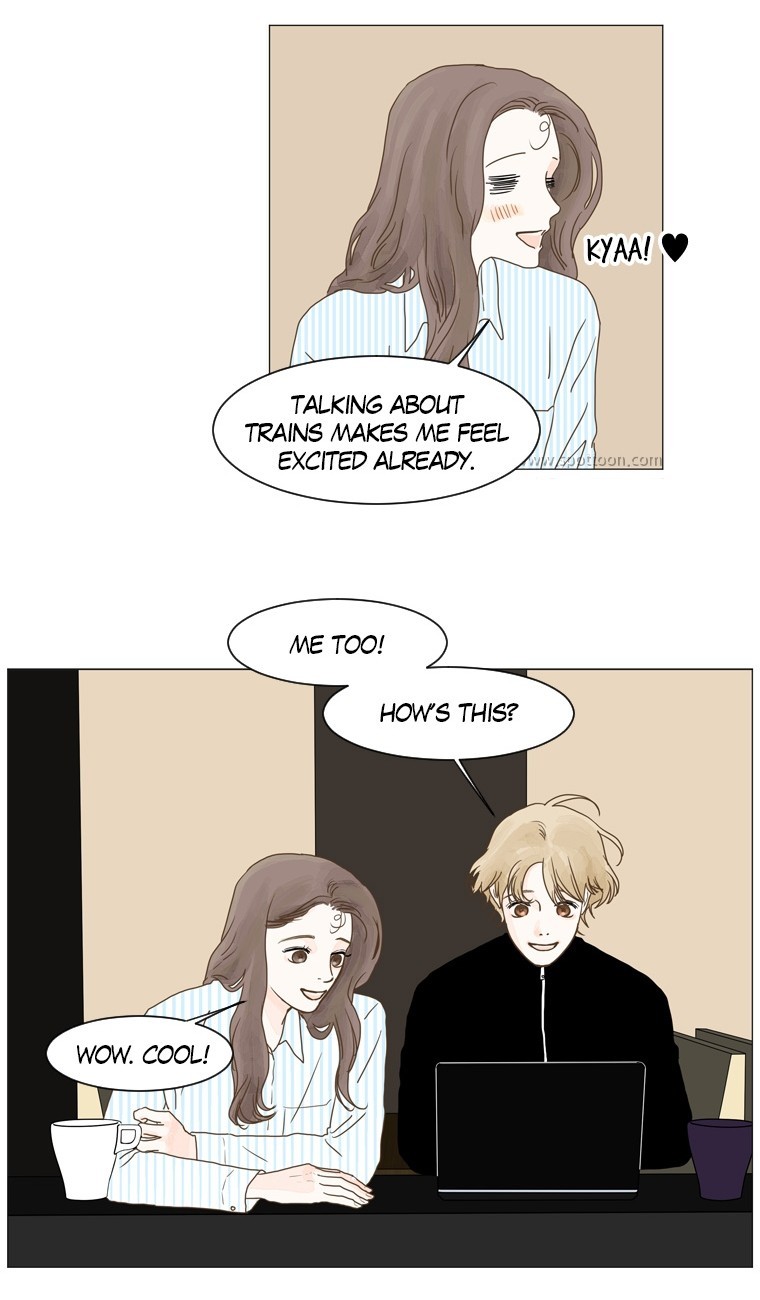 KYAA! ♥
TALKING ABOUT
TRAINS MAKES ME FEEL
EXCITED ALREADY.
www.spottoon.com
ME TOO!
HOW'S THIS?
WOW. COOL!